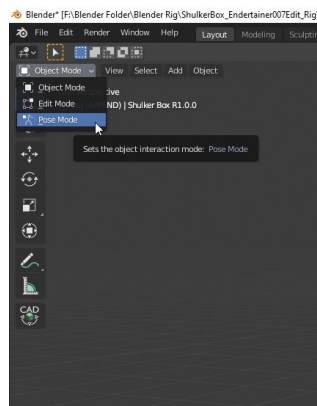 Blender* [F:\Blender Folder\Blender Rig\ShulkerBox_Endertainer007Edit_Rig
File Edit Render Window Help Layout Modeling Sculptin
Object Mode View Select Add Object
Object Mode
ctive
Edit Mode
) | Shulker Box R1.0.0
Pose Mode
Sets the object interaction mode: Pose Mode
CAD